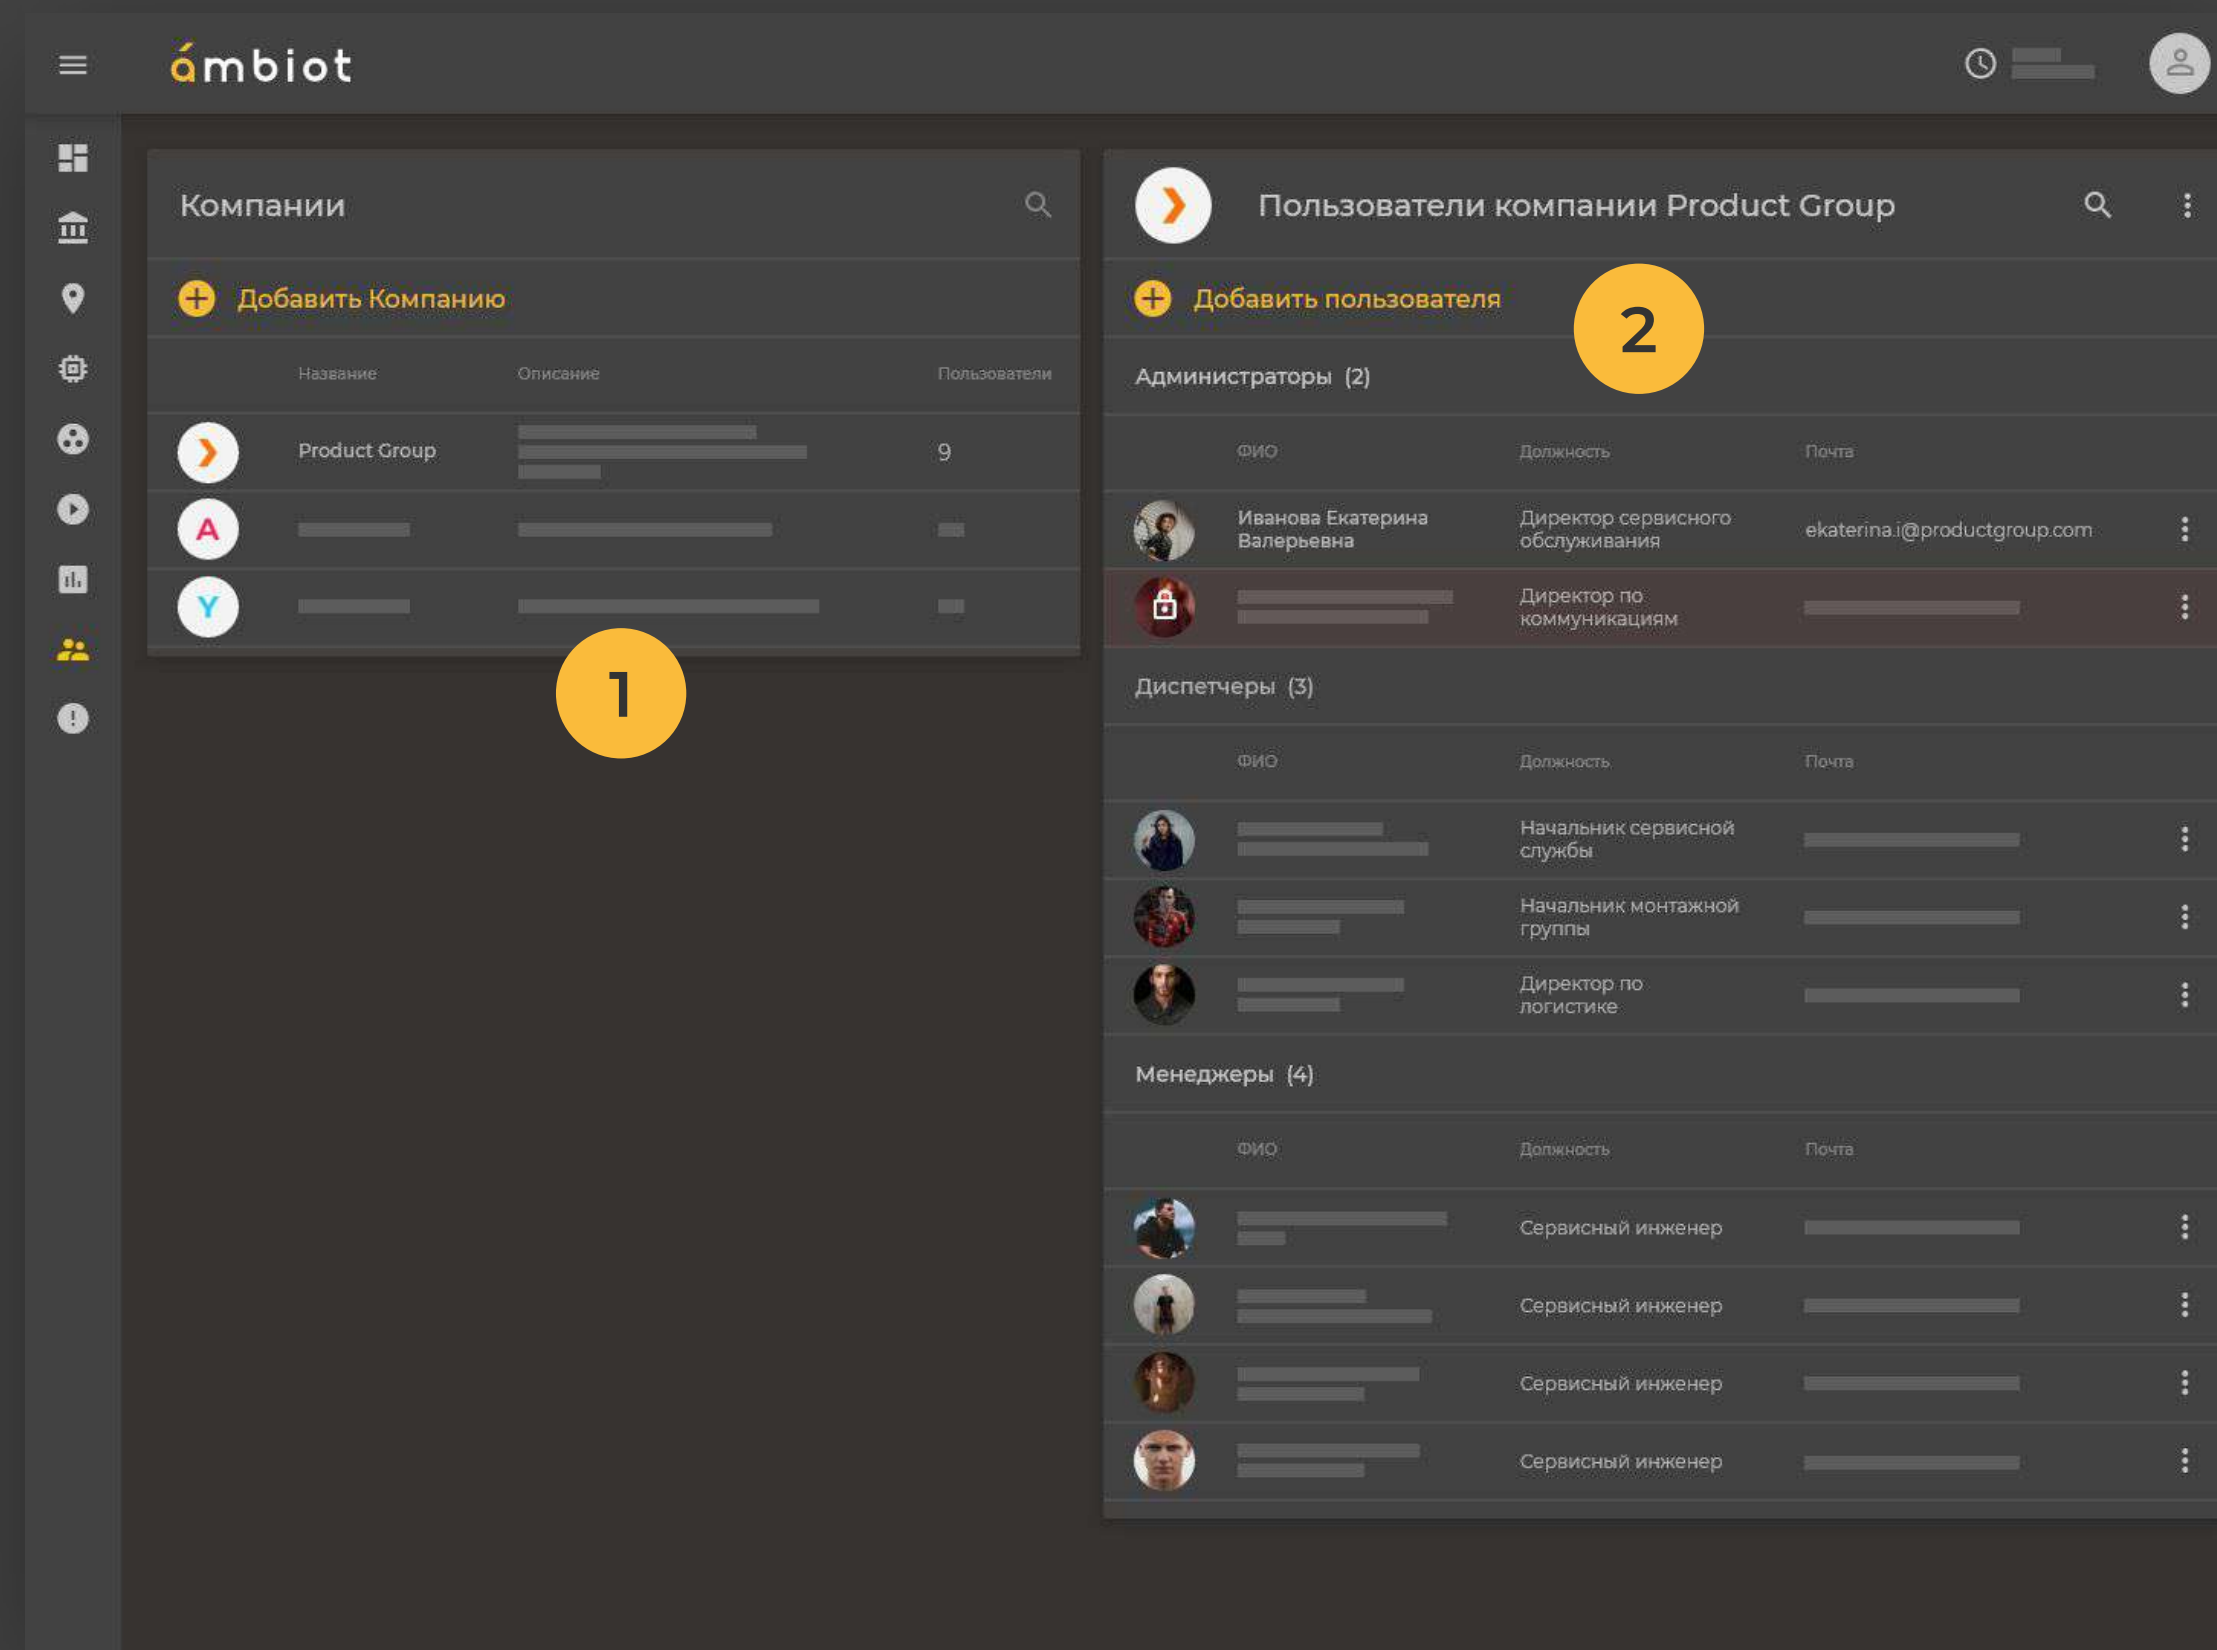 ámbiot
Компании
Добавить Компанию
Название Описание Пользователи
Product Group 9
A
Y
1
Пользователи компании Product Group
Добавить пользователя
2
Администраторы (2)
ФИО Должность Почта
Иванова Екатерина
Валерьевна
Директор сервисного
обслуживания
ekaterina.i@productgroup.com
Директор по
коммуникациям
Диспетчеры (3)
ФИО Должность Почта
Начальник сервисной
службы
Начальник монтажной
группы
Директор по
логистике
Менеджеры (4)
ФИО Должность Почта
Сервисный инженер
Сервисный инженер
Сервисный инженер
Сервисный инженер